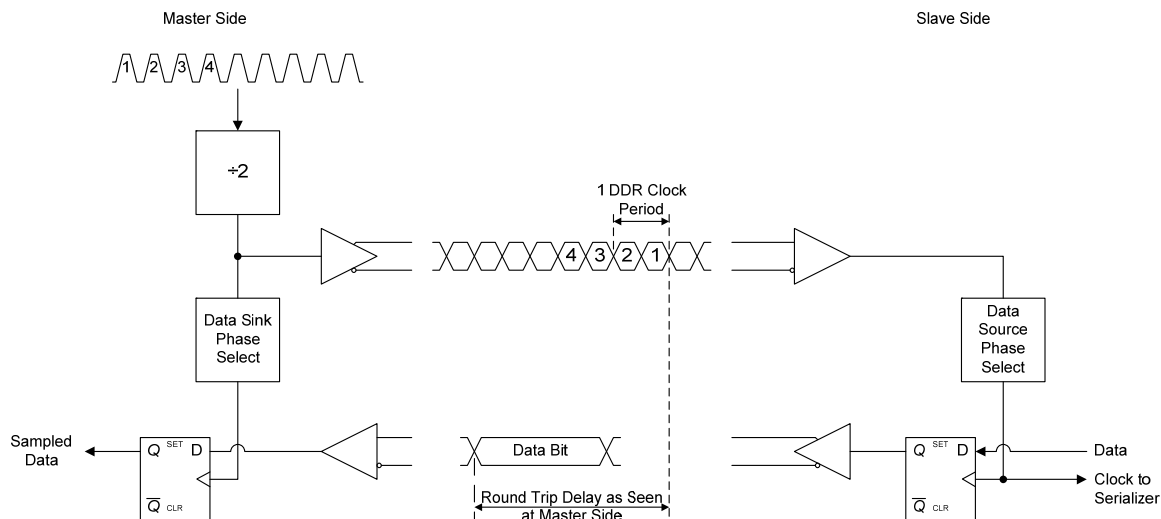 Master Side
Slave Side
1 2 3 4
÷2
1 DDR Clock
Period
4 3 2 1
Data Sink
Phase
Select
Data
Source
Phase
Select
Sampled
Data
Q SET D
Q CLR
Data Bit
Q SET D
Q CLR
Data
Clock to
Serializer
Round Trip Delay as Seen
at Master Side